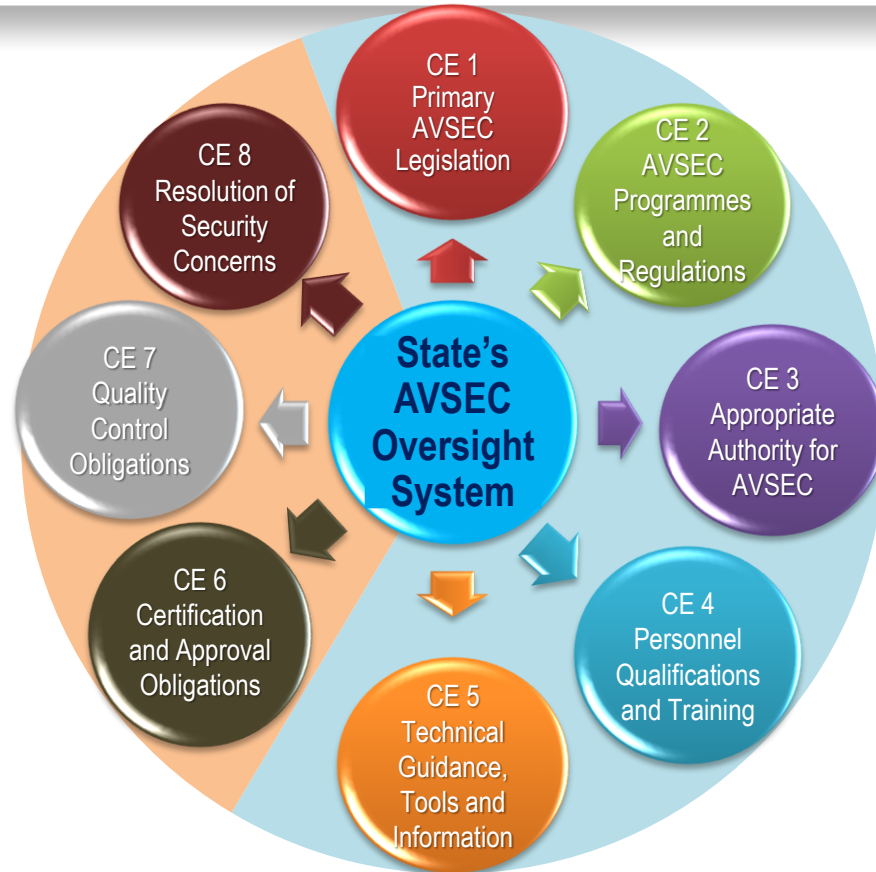 CE 1
Primary
AVSEC
Legislation
CE 2
AVSEC
Programmes
and
Regulations
CE 3
Appropriate
Authority for
AVSEC
CE 4
Personnel
Qualifications
and Training
CE 5
Technical
Guidance,
Tools and
Information
CE 6
Certification
and Approval
Obligations
CE 7
Quality
Control
Obligations
CE 8
Resolution of
Security
Concerns
State's
AVSEC
Oversight
System